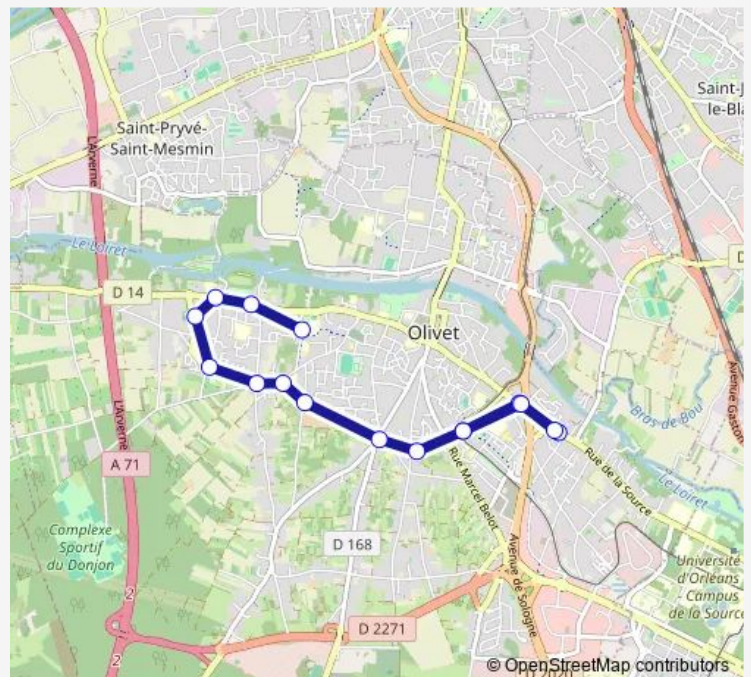 Saint-J
le-Bla
Saint-Pryvé-
Saint-Mesmin
L'Arverne
Le Loiret
D 14
Olivet
Avenue Gaston
L'Arverne
Bras de Bou
A 71
Rue Marcel Belot
Rue de la Source
Le Loiret
Complexe
Sportif
du Donjon
D 168
Avenue de Sologne
Université
d'Orléans
- Campus
de la Source
2
D 2271
2
© OpenStreetMap contributors